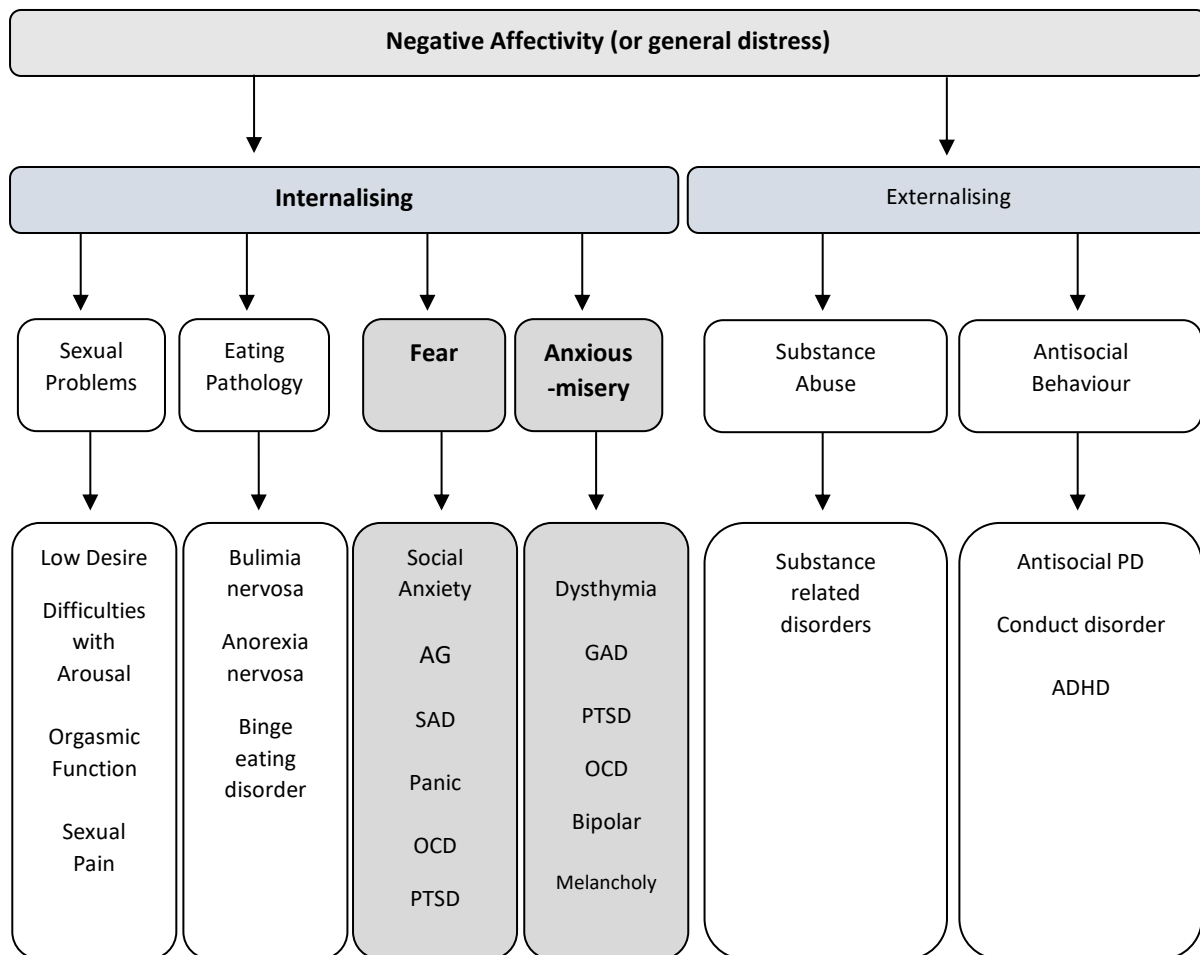 Negative Affectivity (or general distress)
Internalising
Externalising
Sexual
Problems
Eating
Pathology
Fear
Anxious
-misery
Substance
Abuse
Antisocial
Behaviour
Low Desire
Difficulties
with
Arousal
Orgasmic
Function
Sexual
Pain
Bulimia
nervosa
Anorexia
nervosa
Binge
eating
disorder
Social
Anxiety
AG
SAD
Panic
OCD
PTSD
Dysthymia
GAD
PTSD
OCD
Bipolar
Melancholy
Substance
related
disorders
Antisocial PD
Conduct disorder
ADHD